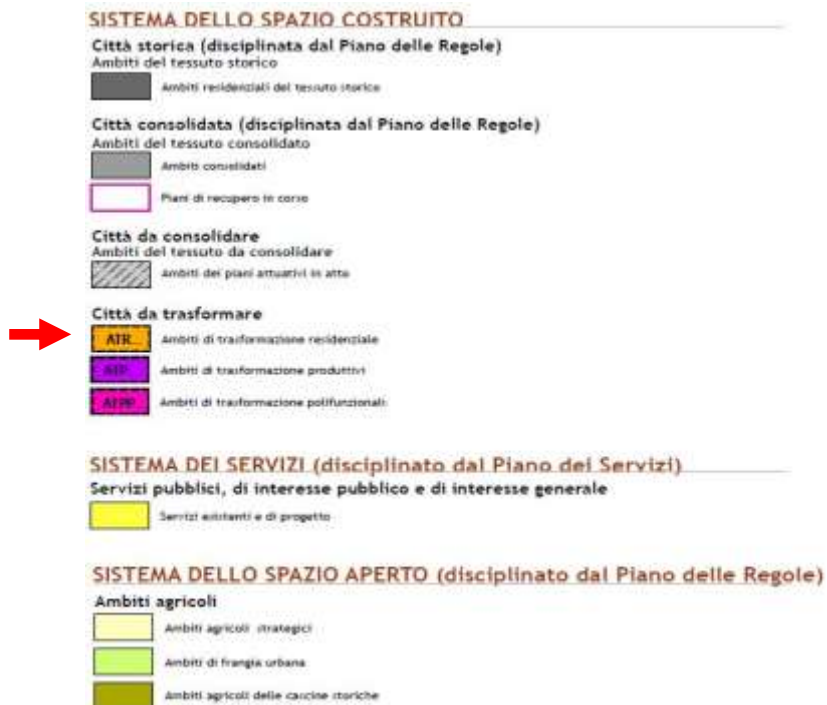 SISTEMA DELLO SPAZIO COSTRUITO
Città storica (disciplinata dal Piano delle Regole)
Ambiti del tessuto storico
Ambiti residenziali del tessuto storico
Città consolidata (disciplinata dal Piano delle Regole)
Ambiti del tessuto consolidato
Ambiti consolidati
Piani di recupero in corso
Città da consolidare
Ambiti del tessuto da consolidare
Ambiti dei piani attuativi in atto
Città da trasformare
ATR... Ambiti di trasformazione residenziale
ATP Ambiti di trasformazione produttivi
ATPP Ambiti di trasformazione polifunzionali
SISTEMA DEI SERVIZI (disciplinato dal Piano dei Servizi)
Servizi pubblici, di interesse pubblico e di interesse generale
Servizi esistenti e di progetto
SISTEMA DELLO SPAZIO APERTO (disciplinato dal Piano delle Regole)
Ambiti agricoli
Ambiti agricoli strategici
Ambiti di frangia urbana
Ambiti agricoli delle cascine storiche